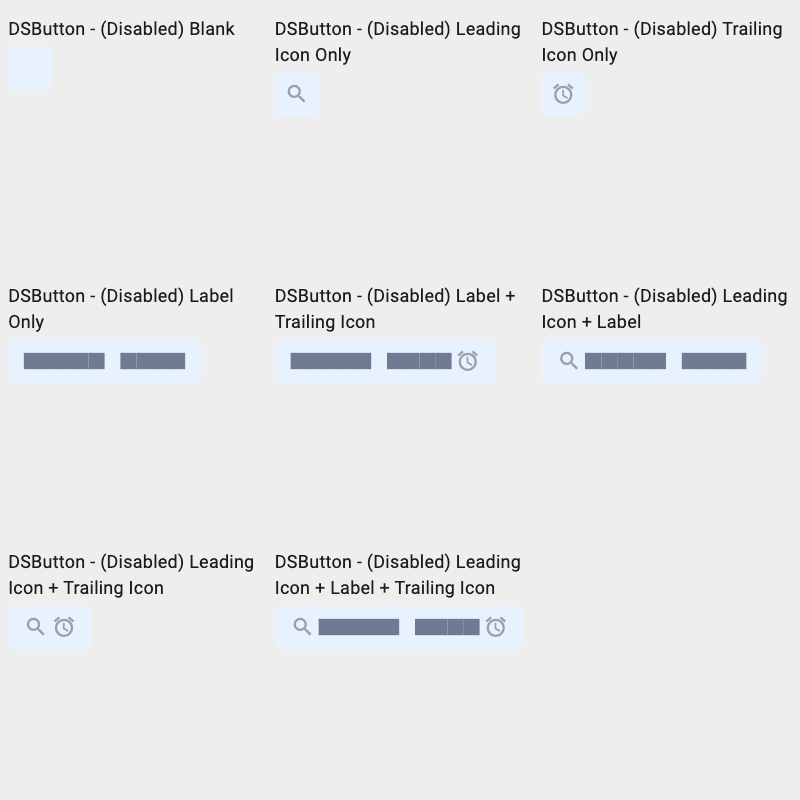 DSButton - (Disabled) Blank
DSButton - (Disabled) Leading
Icon Only
DSButton - (Disabled) Trailing
Icon Only
DSButton - (Disabled) Label
Only
DSButton - (Disabled) Label +
Trailing Icon
DSButton - (Disabled) Leading
Icon + Label
DSButton - (Disabled) Leading
Icon + Trailing Icon
DSButton - (Disabled) Leading
Icon + Label + Trailing Icon